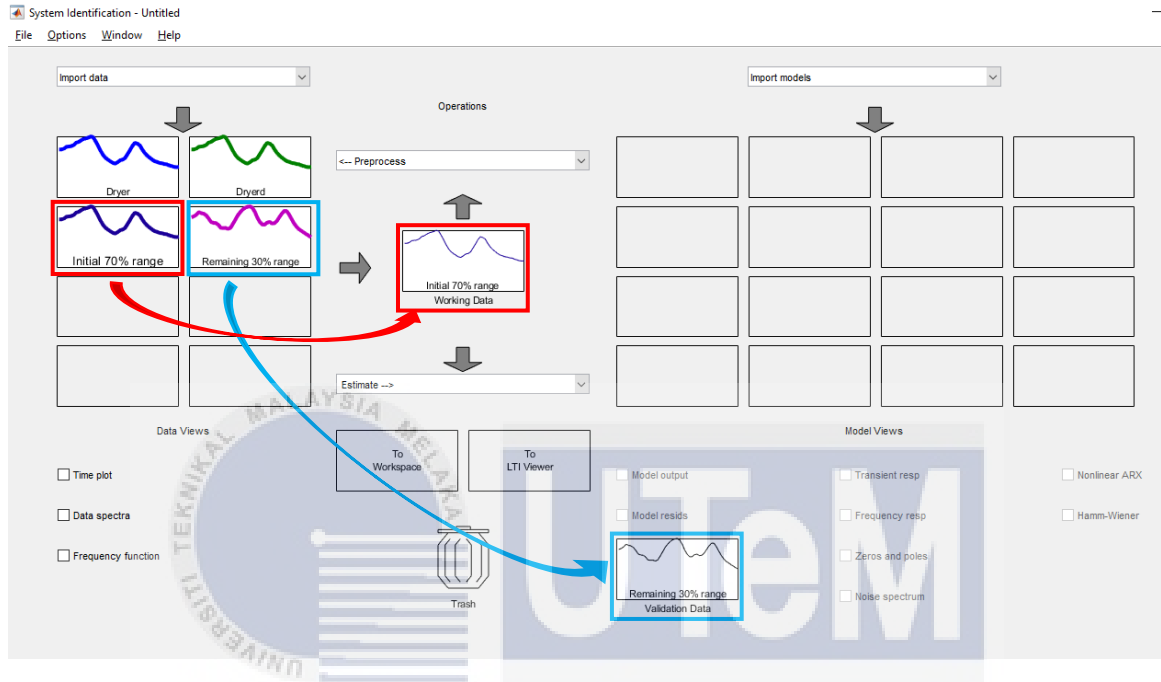 System Identification - Untitled
File Options Window Help
Import data
Import models
Operations
<-- Preprocess
Dryer
Dryerd
Initial 70% range
Remaining 30% range
Initial 70% range
Working Data
Estimate -->
Data Views
Time plot
Data spectra
Frequency function
To
Workspace
To
LTI Viewer
Trash
Model Views
Model output
Transient resp
Nonlinear ARX
Model resids
Frequency resp
Hamm-Wiener
Zeros and poles
Noise spectrum
Remaining 30% range
Validation Data
UNIVERSITI TEKNIKAL MALAYSIA MELAKA
UTeM